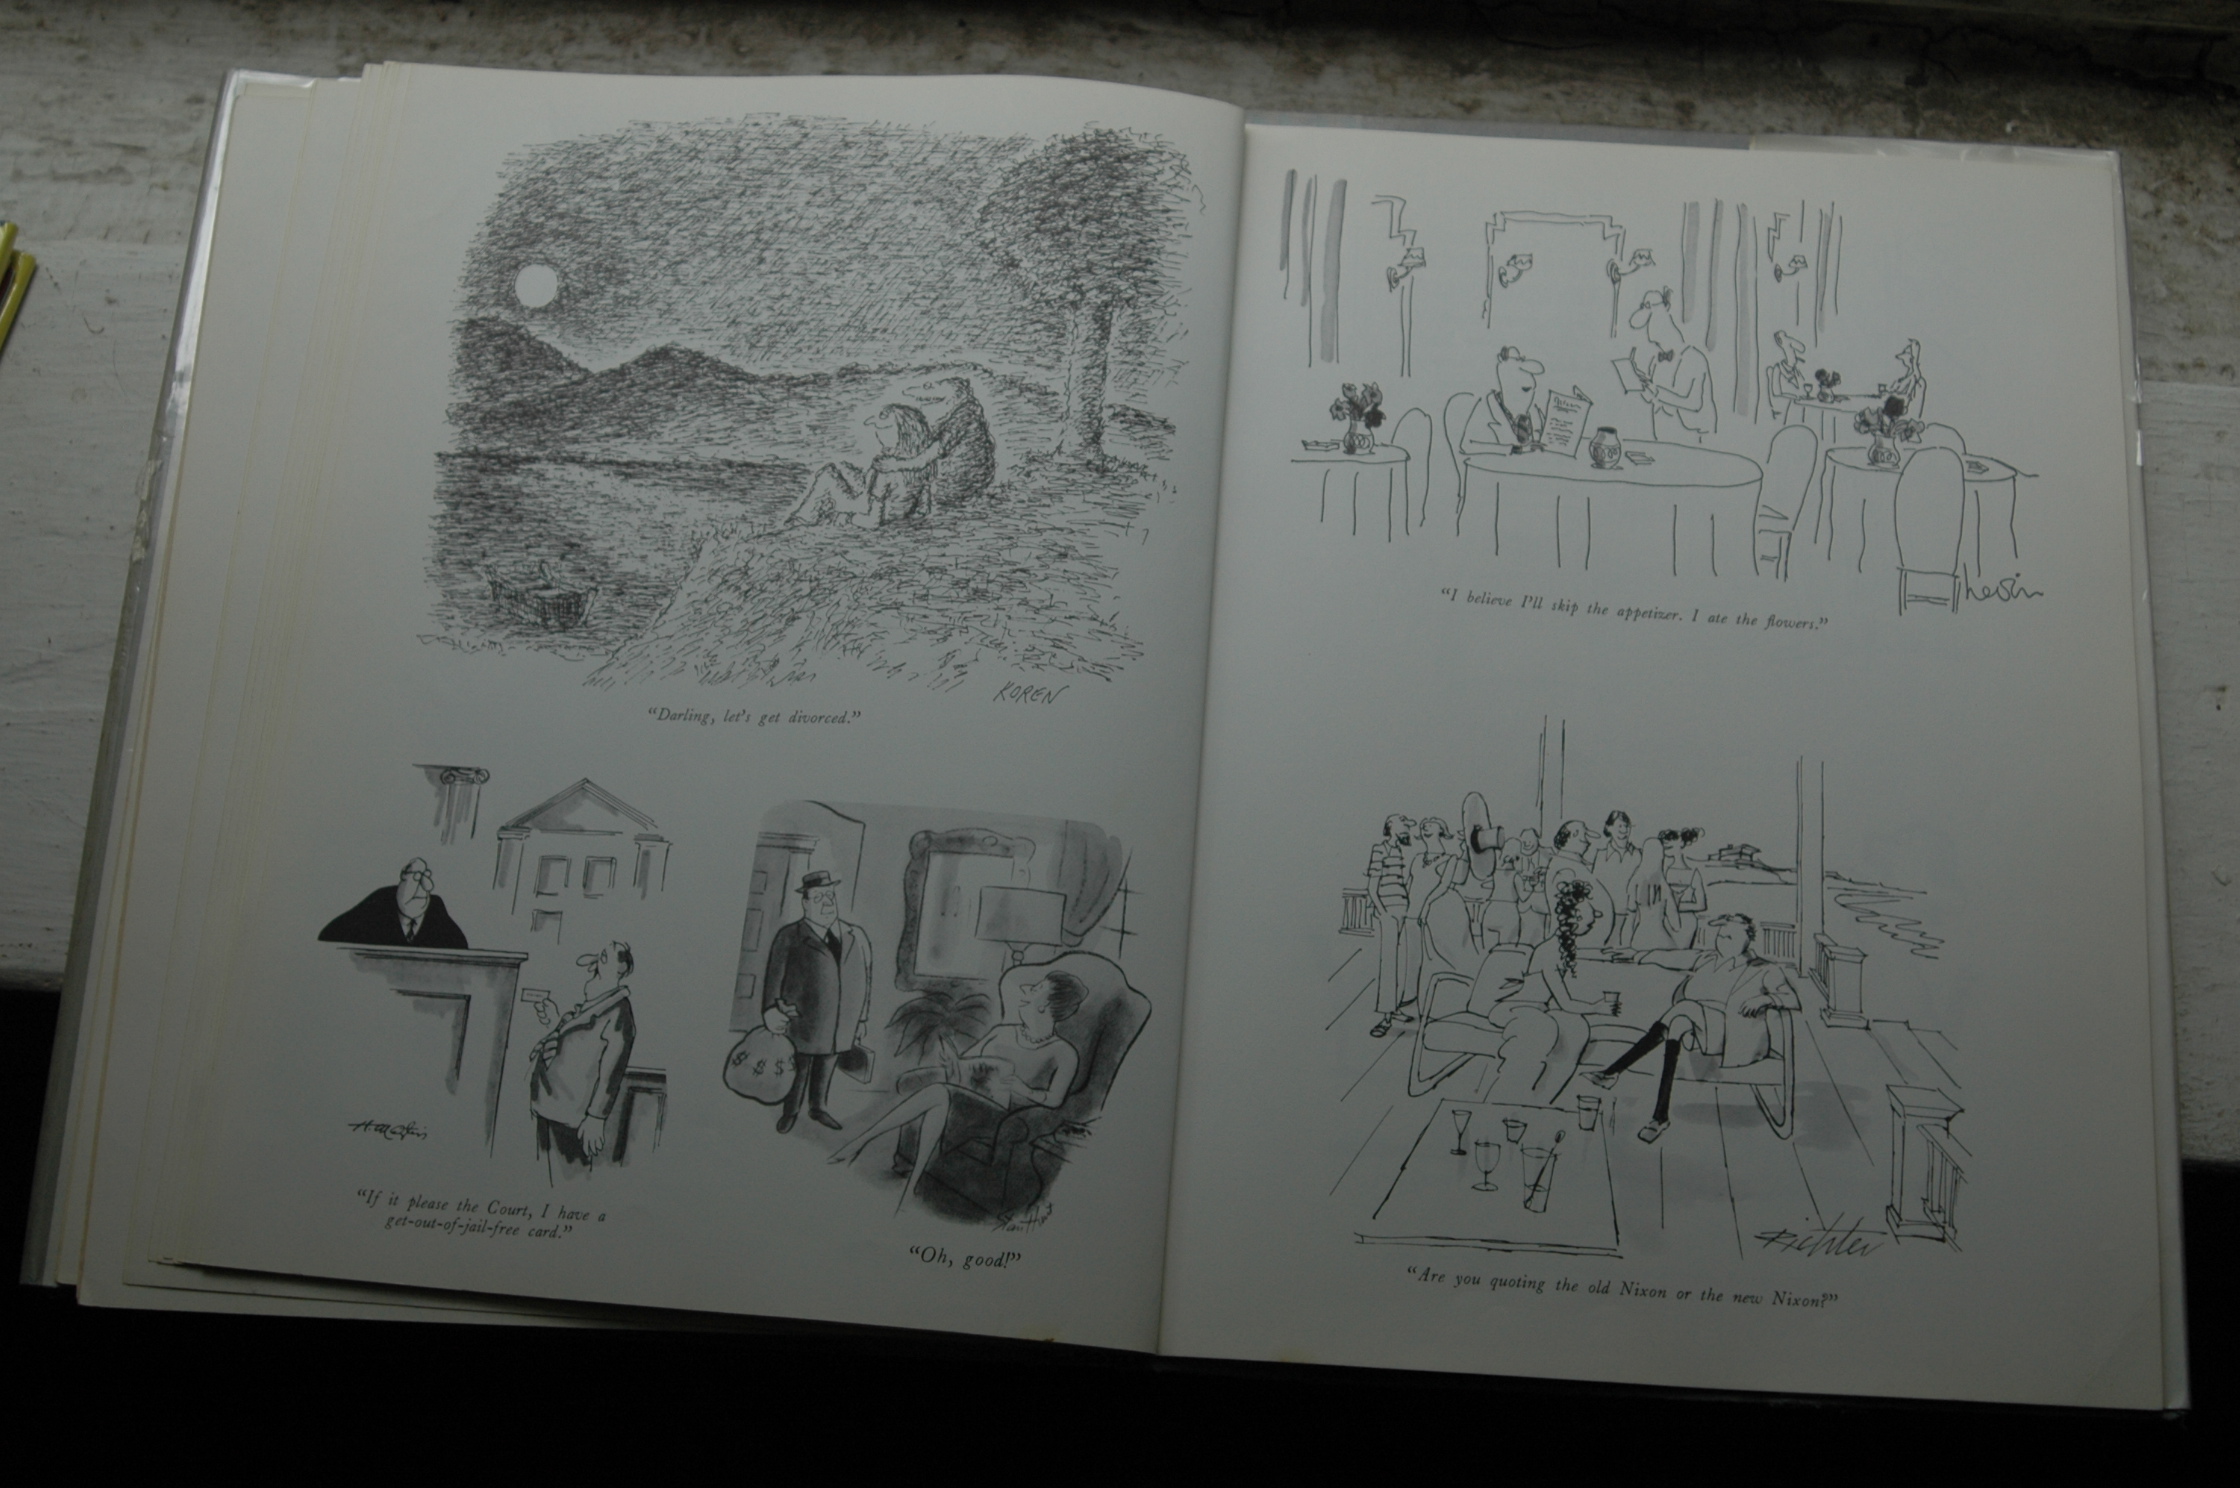 KOREN
“Darling, let's get divorced.”
“If it please the Court, I have a
get-out-of-jail-free card.”
$ $ $ $
Stan Hunt
“Oh, good!”
Levin
“I believe I'll skip the appetizer. I ate the flowers.”
Richter
“Are you quoting the old Nixon or the new Nixon?”